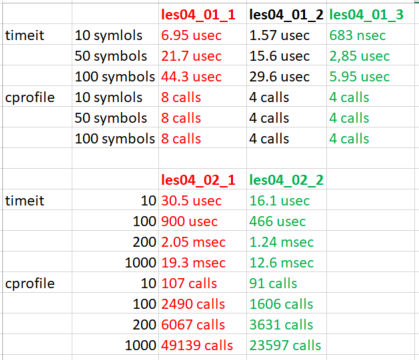 les04_01_1 les04_01_2 les04_01_3
timeit 10 symlols 6.95 usec 1.57 usec 683 nsec
50 symbols 21.7 usec 15.6 usec 2,85 usec
100 symbols 44.3 usec 29.6 usec 5.95 usec
cprofile 10 symlols 8 calls 4 calls 4 calls
50 symbols 8 calls 4 calls 4 calls
100 symbols 8 calls 4 calls 4 calls
les04_02_1 les04_02_2
timeit 10 30.5 usec 16.1 usec
100 900 usec 466 usec
200 2.05 msec 1.24 msec
1000 19.3 msec 12.6 msec
cprofile 10 107 calls 91 calls
100 2490 calls 1606 calls
200 6067 calls 3631 calls
1000 49139 calls 23597 calls